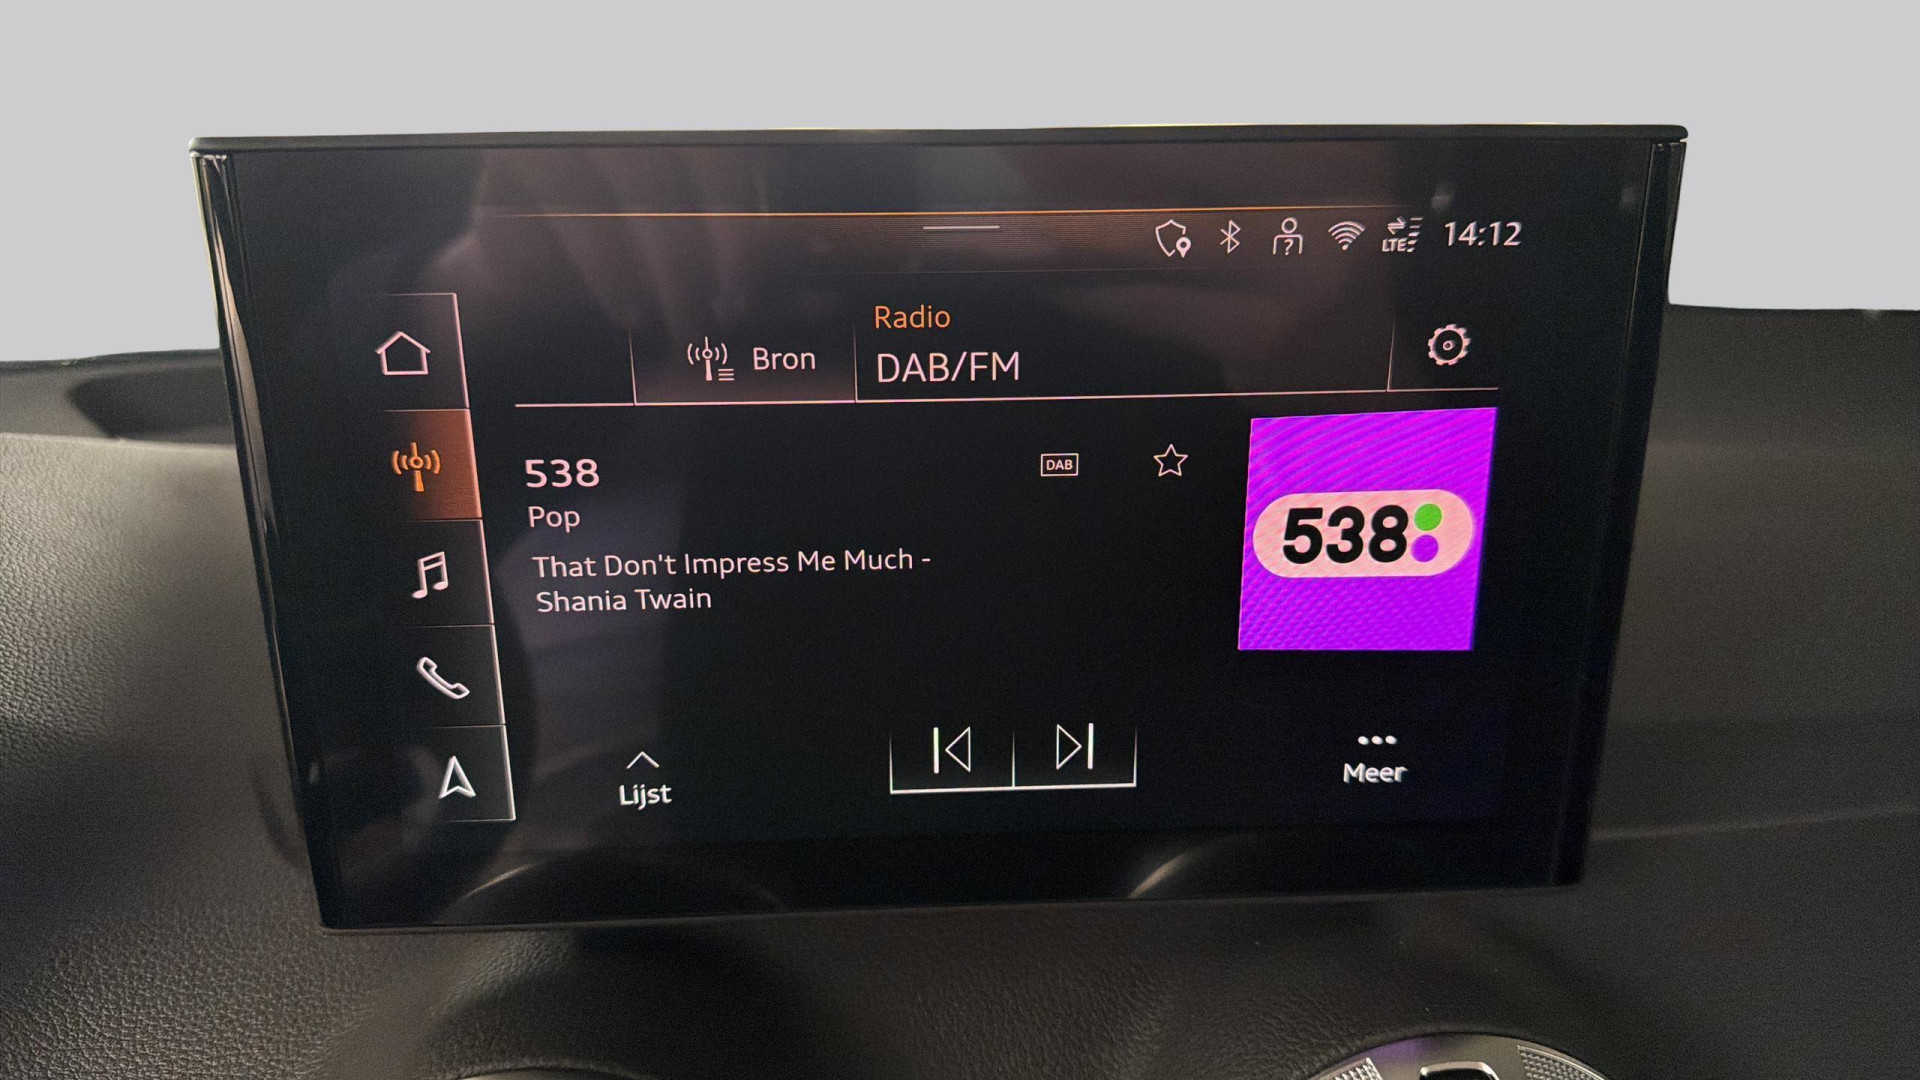 LTE 14:12
Radio
Bron DAB/FM
538 DAB
Pop
That Don't Impress Me Much -
Shania Twain
538
Lijst
Meer